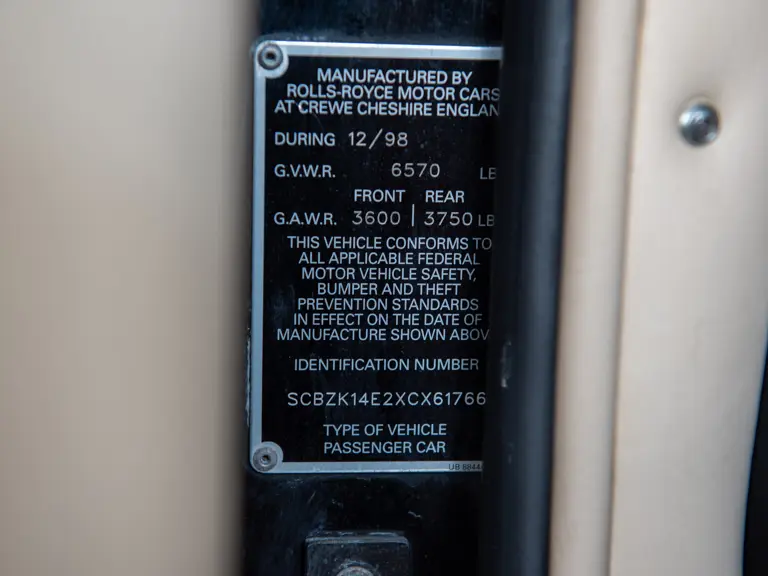 MANUFACTURED BY
ROLLS-ROYCE MOTOR CARS
AT CREWE CHESHIRE ENGLAN
DURING 12/98
G.V.W.R. 6570 LB
FRONT REAR
G.A.W.R. 3600 | 3750 LB
THIS VEHICLE CONFORMS TO
ALL APPLICABLE FEDERAL
MOTOR VEHICLE SAFETY,
BUMPER AND THEFT
PREVENTION STANDARDS
IN EFFECT ON THE DATE OF
MANUFACTURE SHOWN ABOV
IDENTIFICATION NUMBER
SCBZK14E2XCX61766
TYPE OF VEHICLE
PASSENGER CAR
UB 8844